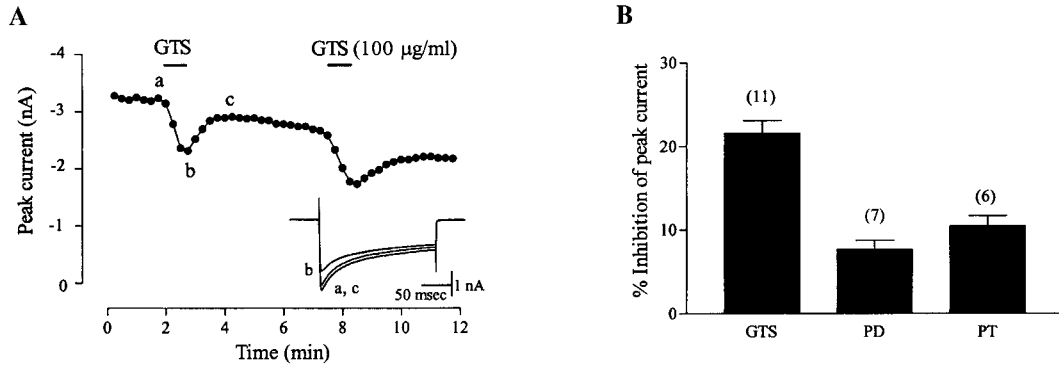 A
GTS
GTS (100 µg/ml)
Peak current (nA)
-4
-3
-2
-1
0
a
b
c
b
a, c
50 msec
1 nA
0 2 4 6 8 10 12
Time (min)
B
% Inhibition of peak current
30
20
10
0
(11)
(7)
(6)
GTS PD PT